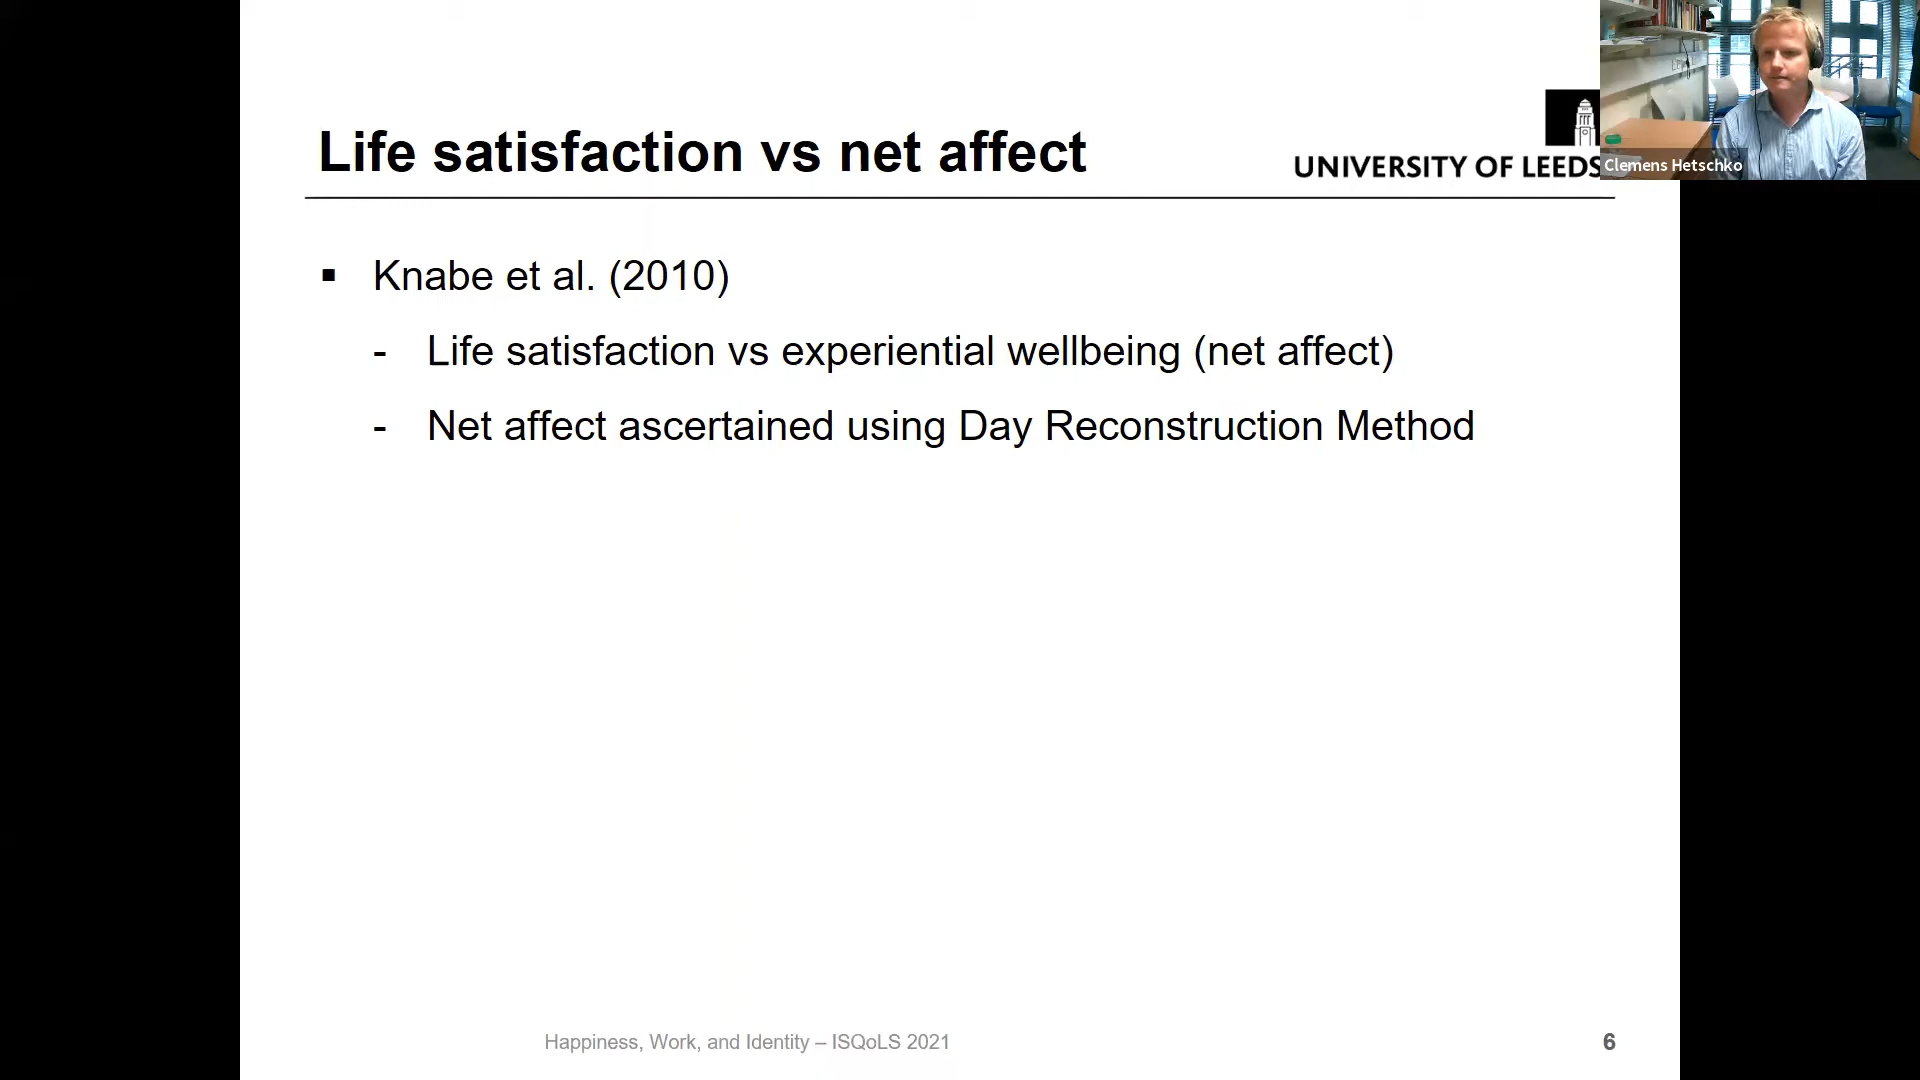 Life satisfaction vs net affect
UNIVERSITY OF LEEDS
Clemens Hetschko
▪ Knabe et al. (2010)
- Life satisfaction vs experiential wellbeing (net affect)
- Net affect ascertained using Day Reconstruction Method
Happiness, Work, and Identity – ISQoLS 2021
6